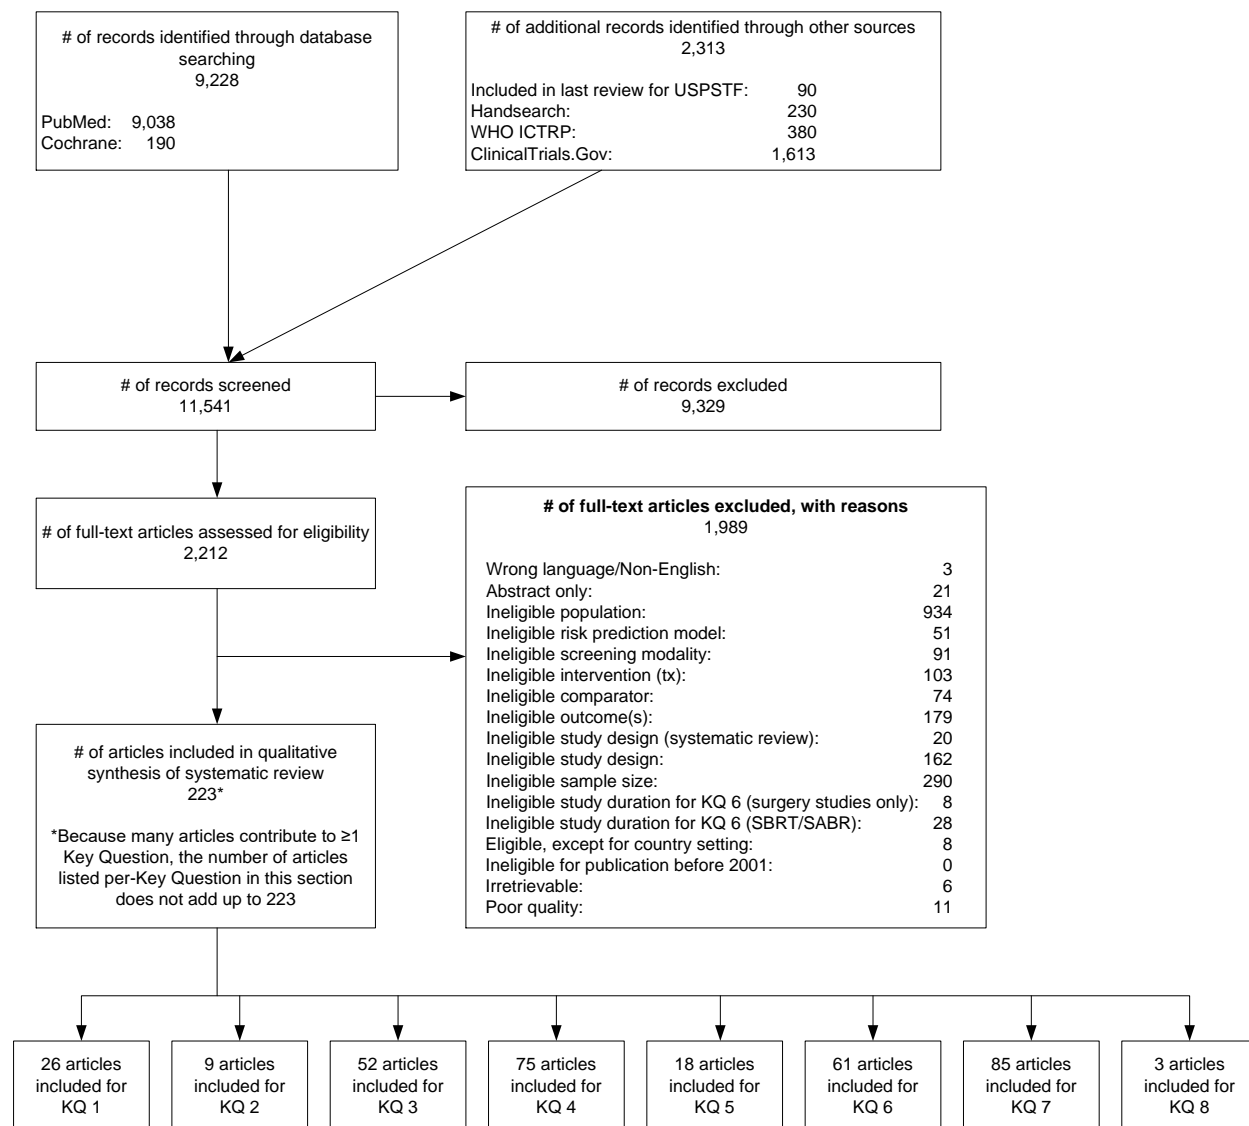 # of records identified through database
searching
9,228
PubMed: 9,038
Cochrane: 190
# of additional records identified through other sources
2,313
Included in last review for USPSTF: 90
Handsearch: 230
WHO ICTRP: 380
ClinicalTrials.Gov: 1,613
# of records screened
11,541
# of records excluded
9,329
# of full-text articles assessed for eligibility
2,212
# of full-text articles excluded, with reasons
1,989
Wrong language/Non-English: 3
Abstract only: 21
Ineligible population: 934
Ineligible risk prediction model: 51
Ineligible screening modality: 91
Ineligible intervention (tx): 103
Ineligible comparator: 74
Ineligible outcome(s): 179
Ineligible study design (systematic review): 20
Ineligible study design: 162
Ineligible sample size: 290
Ineligible study duration for KQ 6 (surgery studies only): 8
Ineligible study duration for KQ 6 (SBRT/SABR): 28
Eligible, except for country setting: 8
Ineligible for publication before 2001: 0
Irretrievable: 6
Poor quality: 11
# of articles included in qualitative
synthesis of systematic review
223*
*Because many articles contribute to ≥1
Key Question, the number of articles
listed per-Key Question in this section
does not add up to 223
26 articles
included for
KQ 1
9 articles
included for
KQ 2
52 articles
included for
KQ 3
75 articles
included for
KQ 4
18 articles
included for
KQ 5
61 articles
included for
KQ 6
85 articles
included for
KQ 7
3 articles
included for
KQ 8